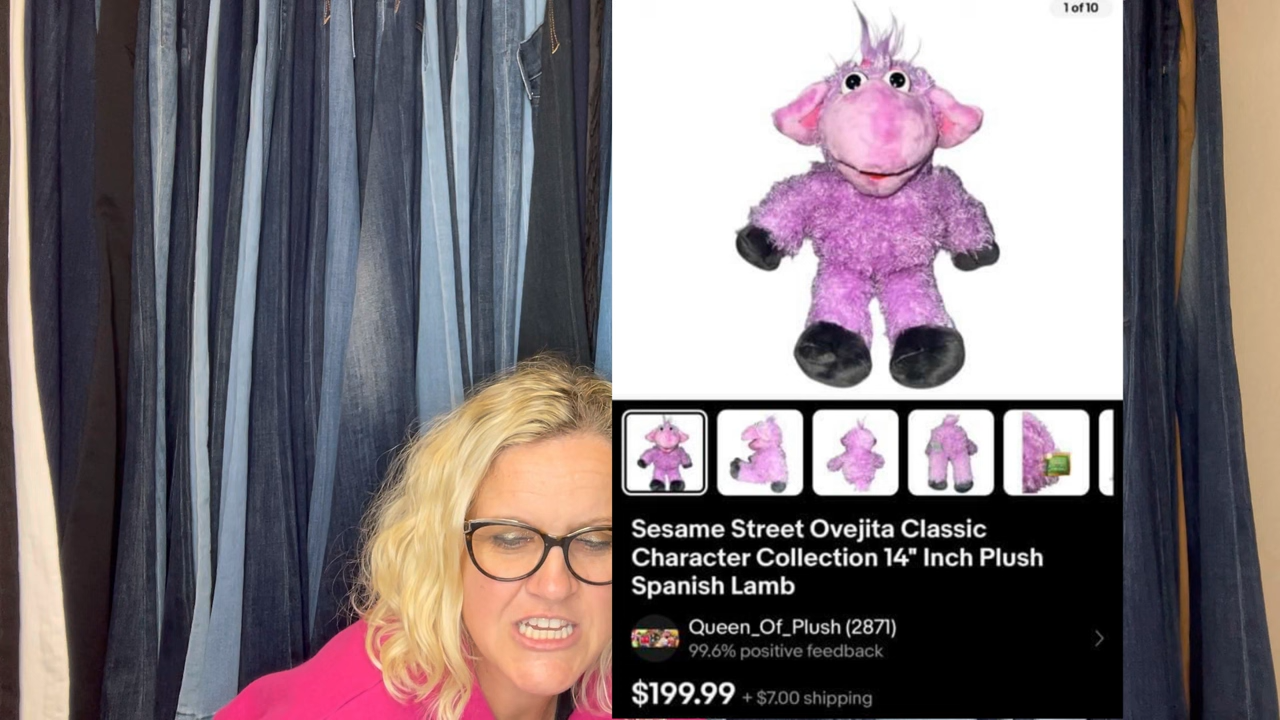 1 of 10
Sesame Street Ovejita Classic
Character Collection 14" Inch Plush
Spanish Lamb
Queen_Of_Plush (2871)
99.6% positive feedback
$199.99 + $7.00 shipping